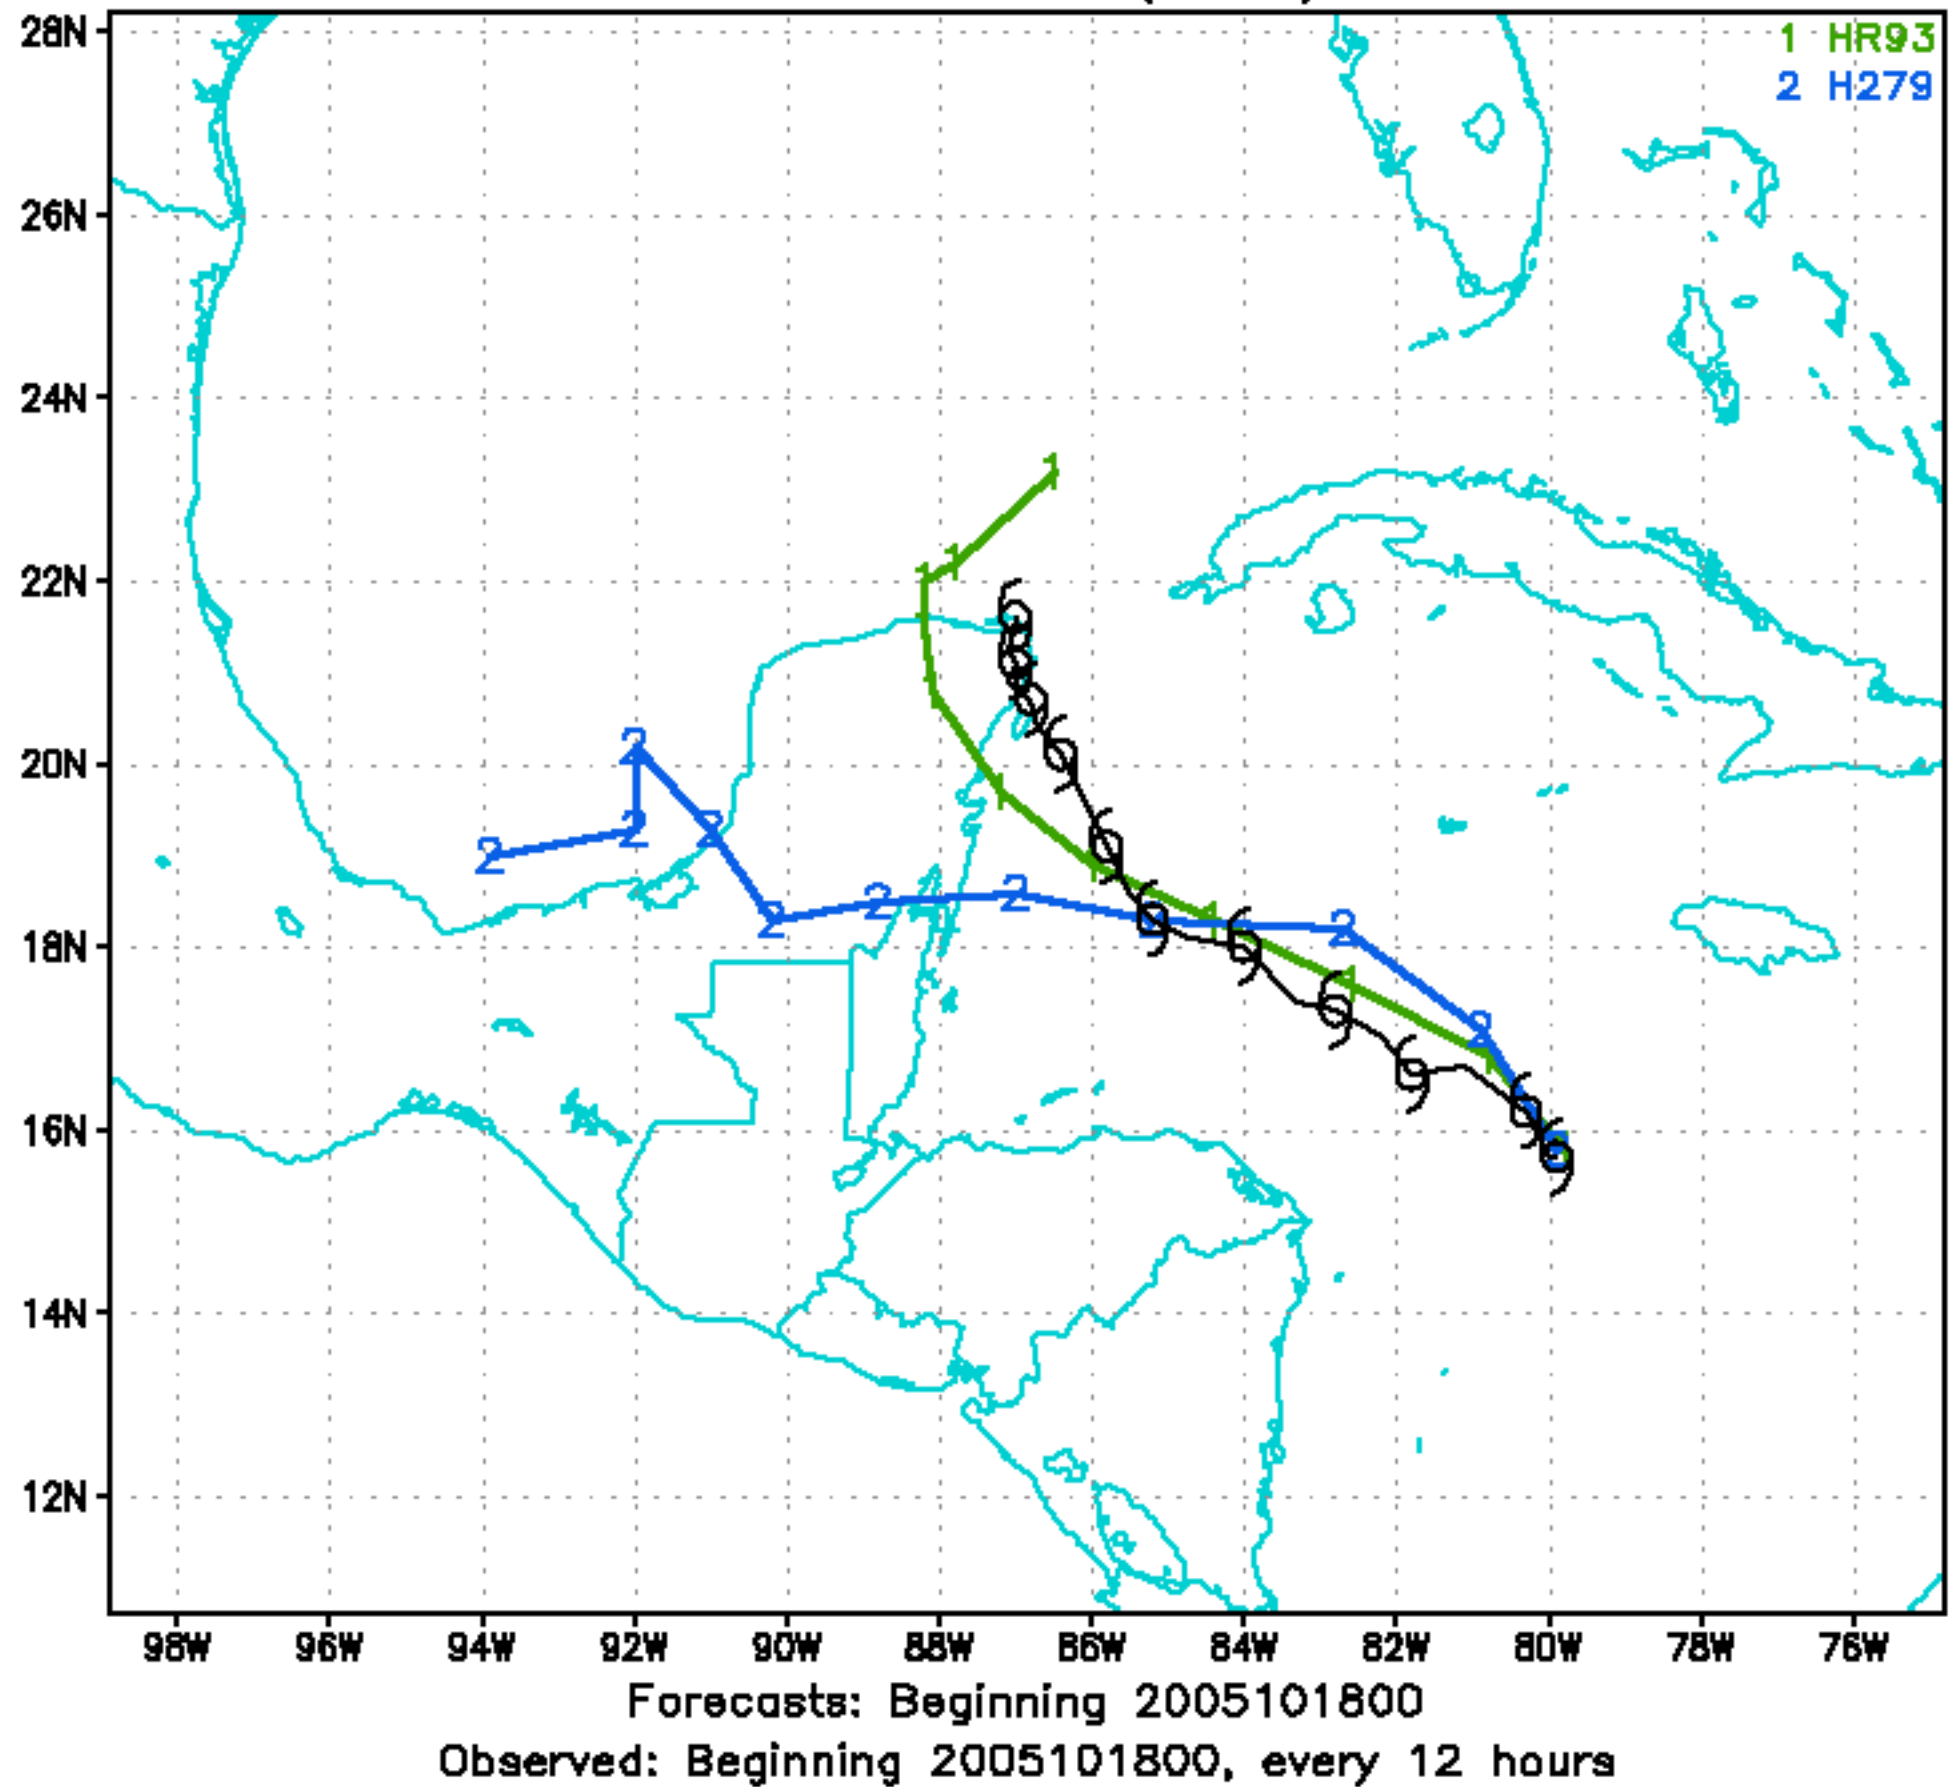 1 HR93
2 H279
28N
26N
24N
22N
20N
18N
16N
14N
12N
98W 96W 94W 92W 90W 88W 86W 84W 82W 80W 78W 76W
Forecasts: Beginning 2005101800
Observed: Beginning 2005101800, every 12 hours